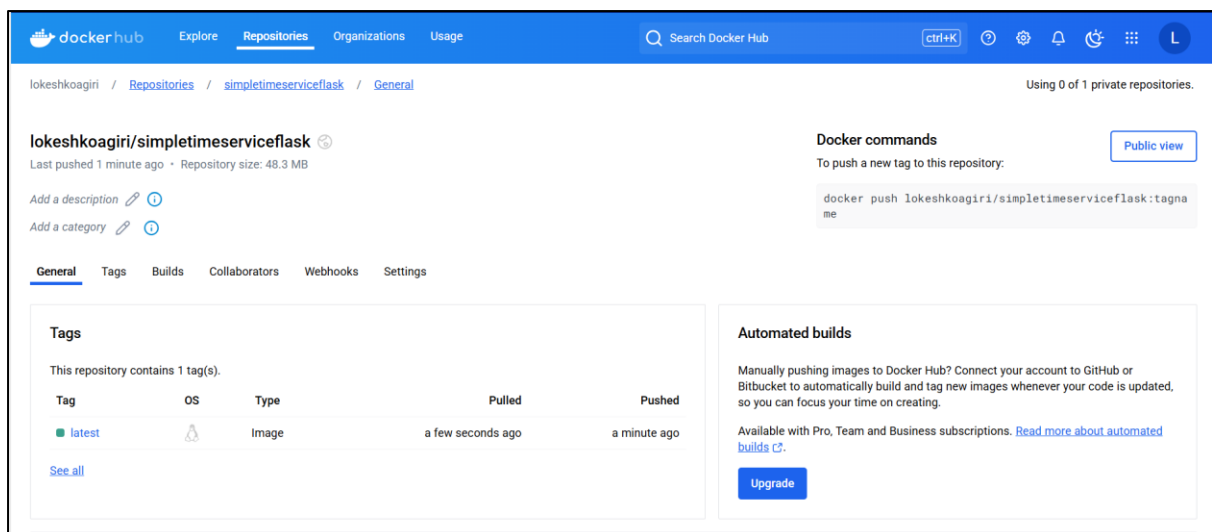 dockerhub Explore Repositories Organizations Usage Search Docker Hub ctrl+K L
lokeshkoagiri / Repositories / simpletimeserviceflask / General Using 0 of 1 private repositories.
lokeshkoagiri/simpletimeserviceflask
Last pushed 1 minute ago • Repository size: 48.3 MB
Add a description
Add a category
Docker commands
Public view
To push a new tag to this repository:
docker push lokeshkoagiri/simpletimeserviceflask:tagna
me
General Tags Builds Collaborators Webhooks Settings
Tags
This repository contains 1 tag(s).
Tag OS Type Pulled Pushed
latest Image a few seconds ago a minute ago
See all
Automated builds
Manually pushing images to Docker Hub? Connect your account to GitHub or
Bitbucket to automatically build and tag new images whenever your code is updated,
so you can focus your time on creating.
Available with Pro, Team and Business subscriptions. Read more about automated
builds.
Upgrade